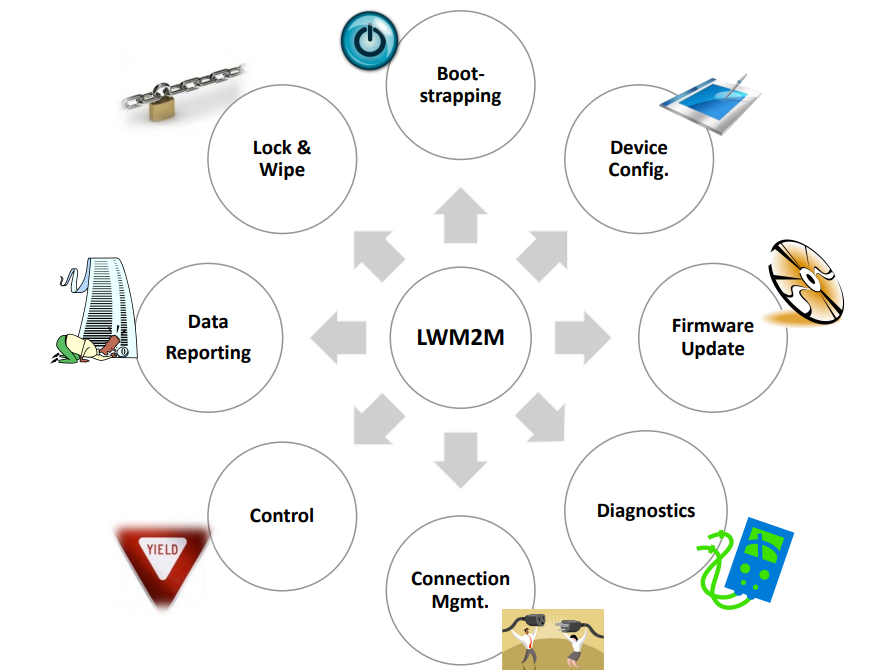 Boot-
strapping
Device
Config.
Firmware
Update
Diagnostics
Connection
Mgmt.
Control
YIELD
Data
Reporting
Lock &
Wipe
LWM2M